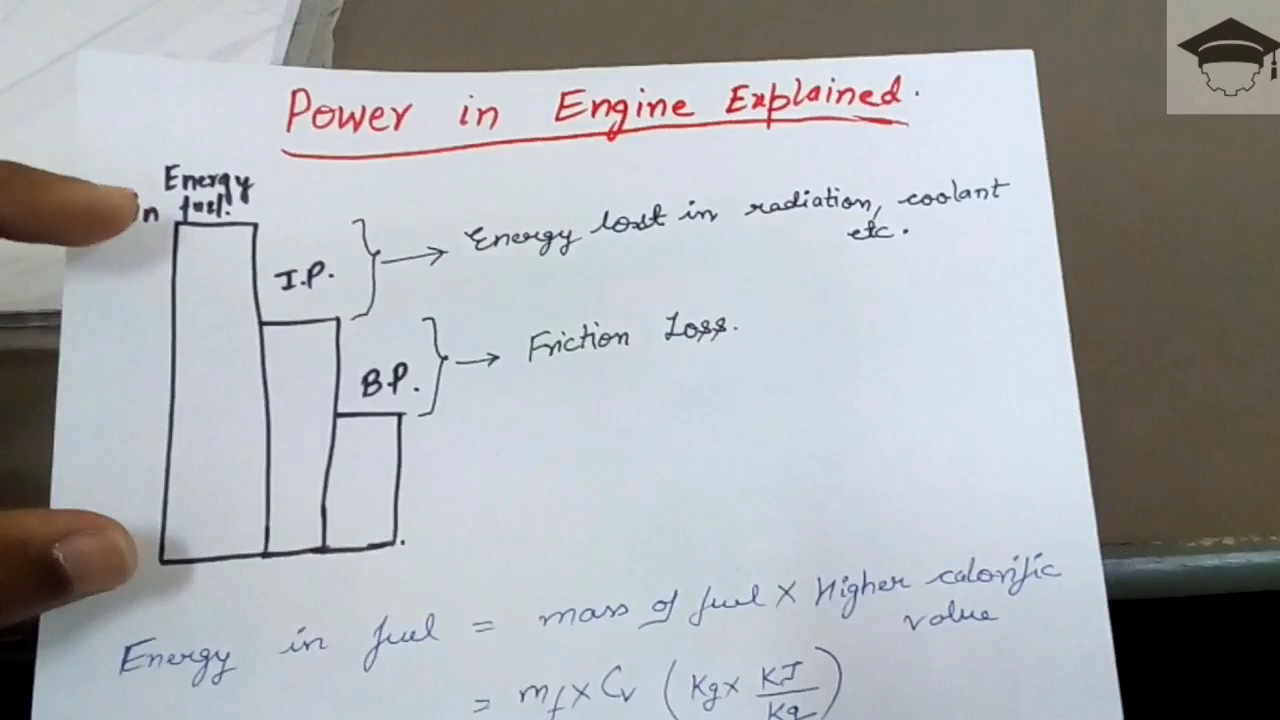 Power in Engine Explained.
Energy
in fuel.
I.P.
Energy lost in radiation, coolant
etc.
B.P.
Friction Loss.
Energy in fuel = mass of fuel X Higher calorific
value
= mf x Cv (Kgx KJ/Kg)